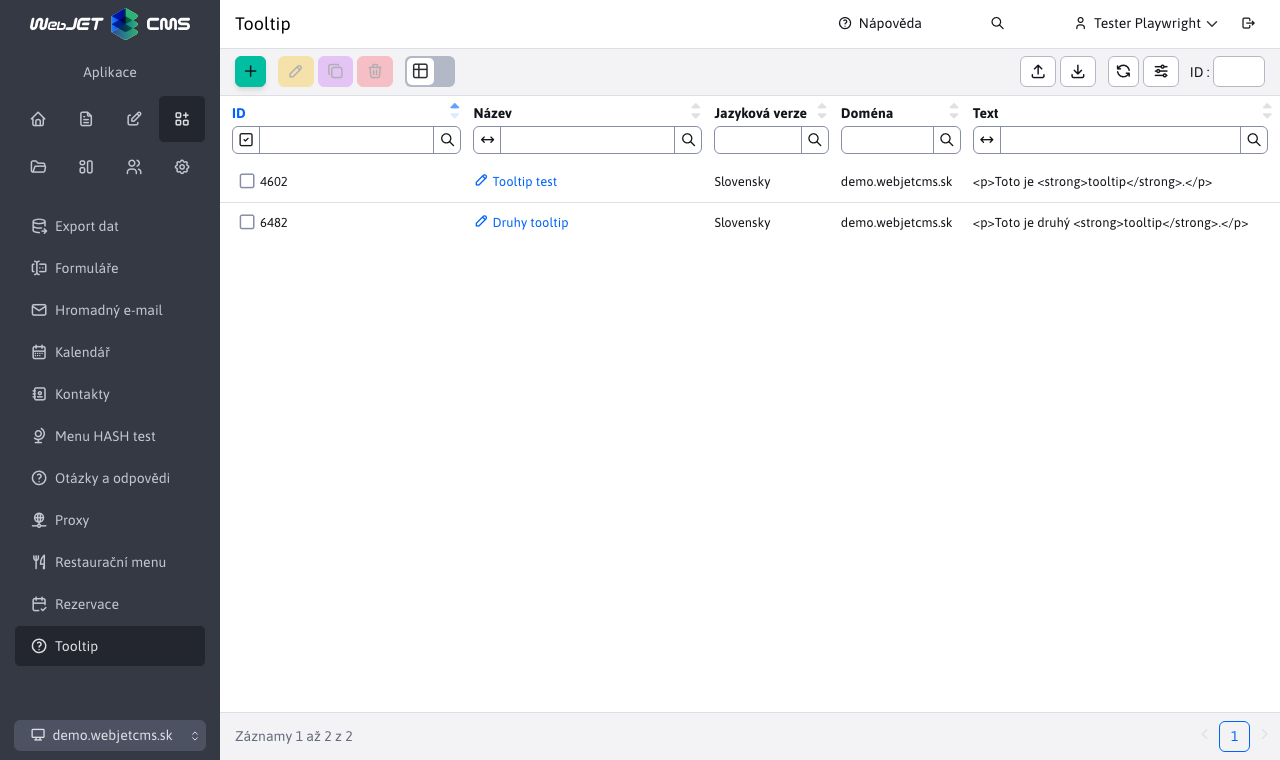 WebJET CMS
Tooltip
Nápověda
Tester Playwright
Aplikace
ID :
ID
Název
Jazyková verze
Doména
Text
4602
Tooltip test
Slovensky
demo.webjetcms.sk
<p>Toto je <strong>tooltip</strong>.</p>
6482
Druhy tooltip
Slovensky
demo.webjetcms.sk
<p>Toto je druhý <strong>tooltip</strong>.</p>
Export dat
Formuláře
Hromadný e-mail
Kalendář
Kontakty
Menu HASH test
Otázky a odpovědi
Proxy
Restaurační menu
Rezervace
Tooltip
demo.webjetcms.sk
Záznamy 1 až 2 z 2
1